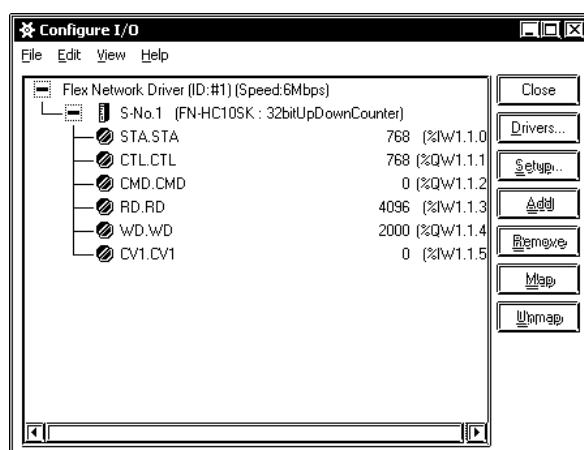 Configure I/O
File Edit View Help
Flex Network Driver (ID:#1) (Speed:6Mbps)
S-No.1 (FN-HC10SK : 32bitUpDownCounter)
STA.STA 768 (%IW1.1.0
CTL.CTL 768 (%QW1.1.1
CMD.CMD 0 (%QW1.1.2
RD.RD 4096 (%IW1.1.3
WD.WD 2000 (%QW1.1.4
CV1.CV1 0 (%IW1.1.5
Close
Drivers...
Setup...
Add
Remove
Map
Unmap